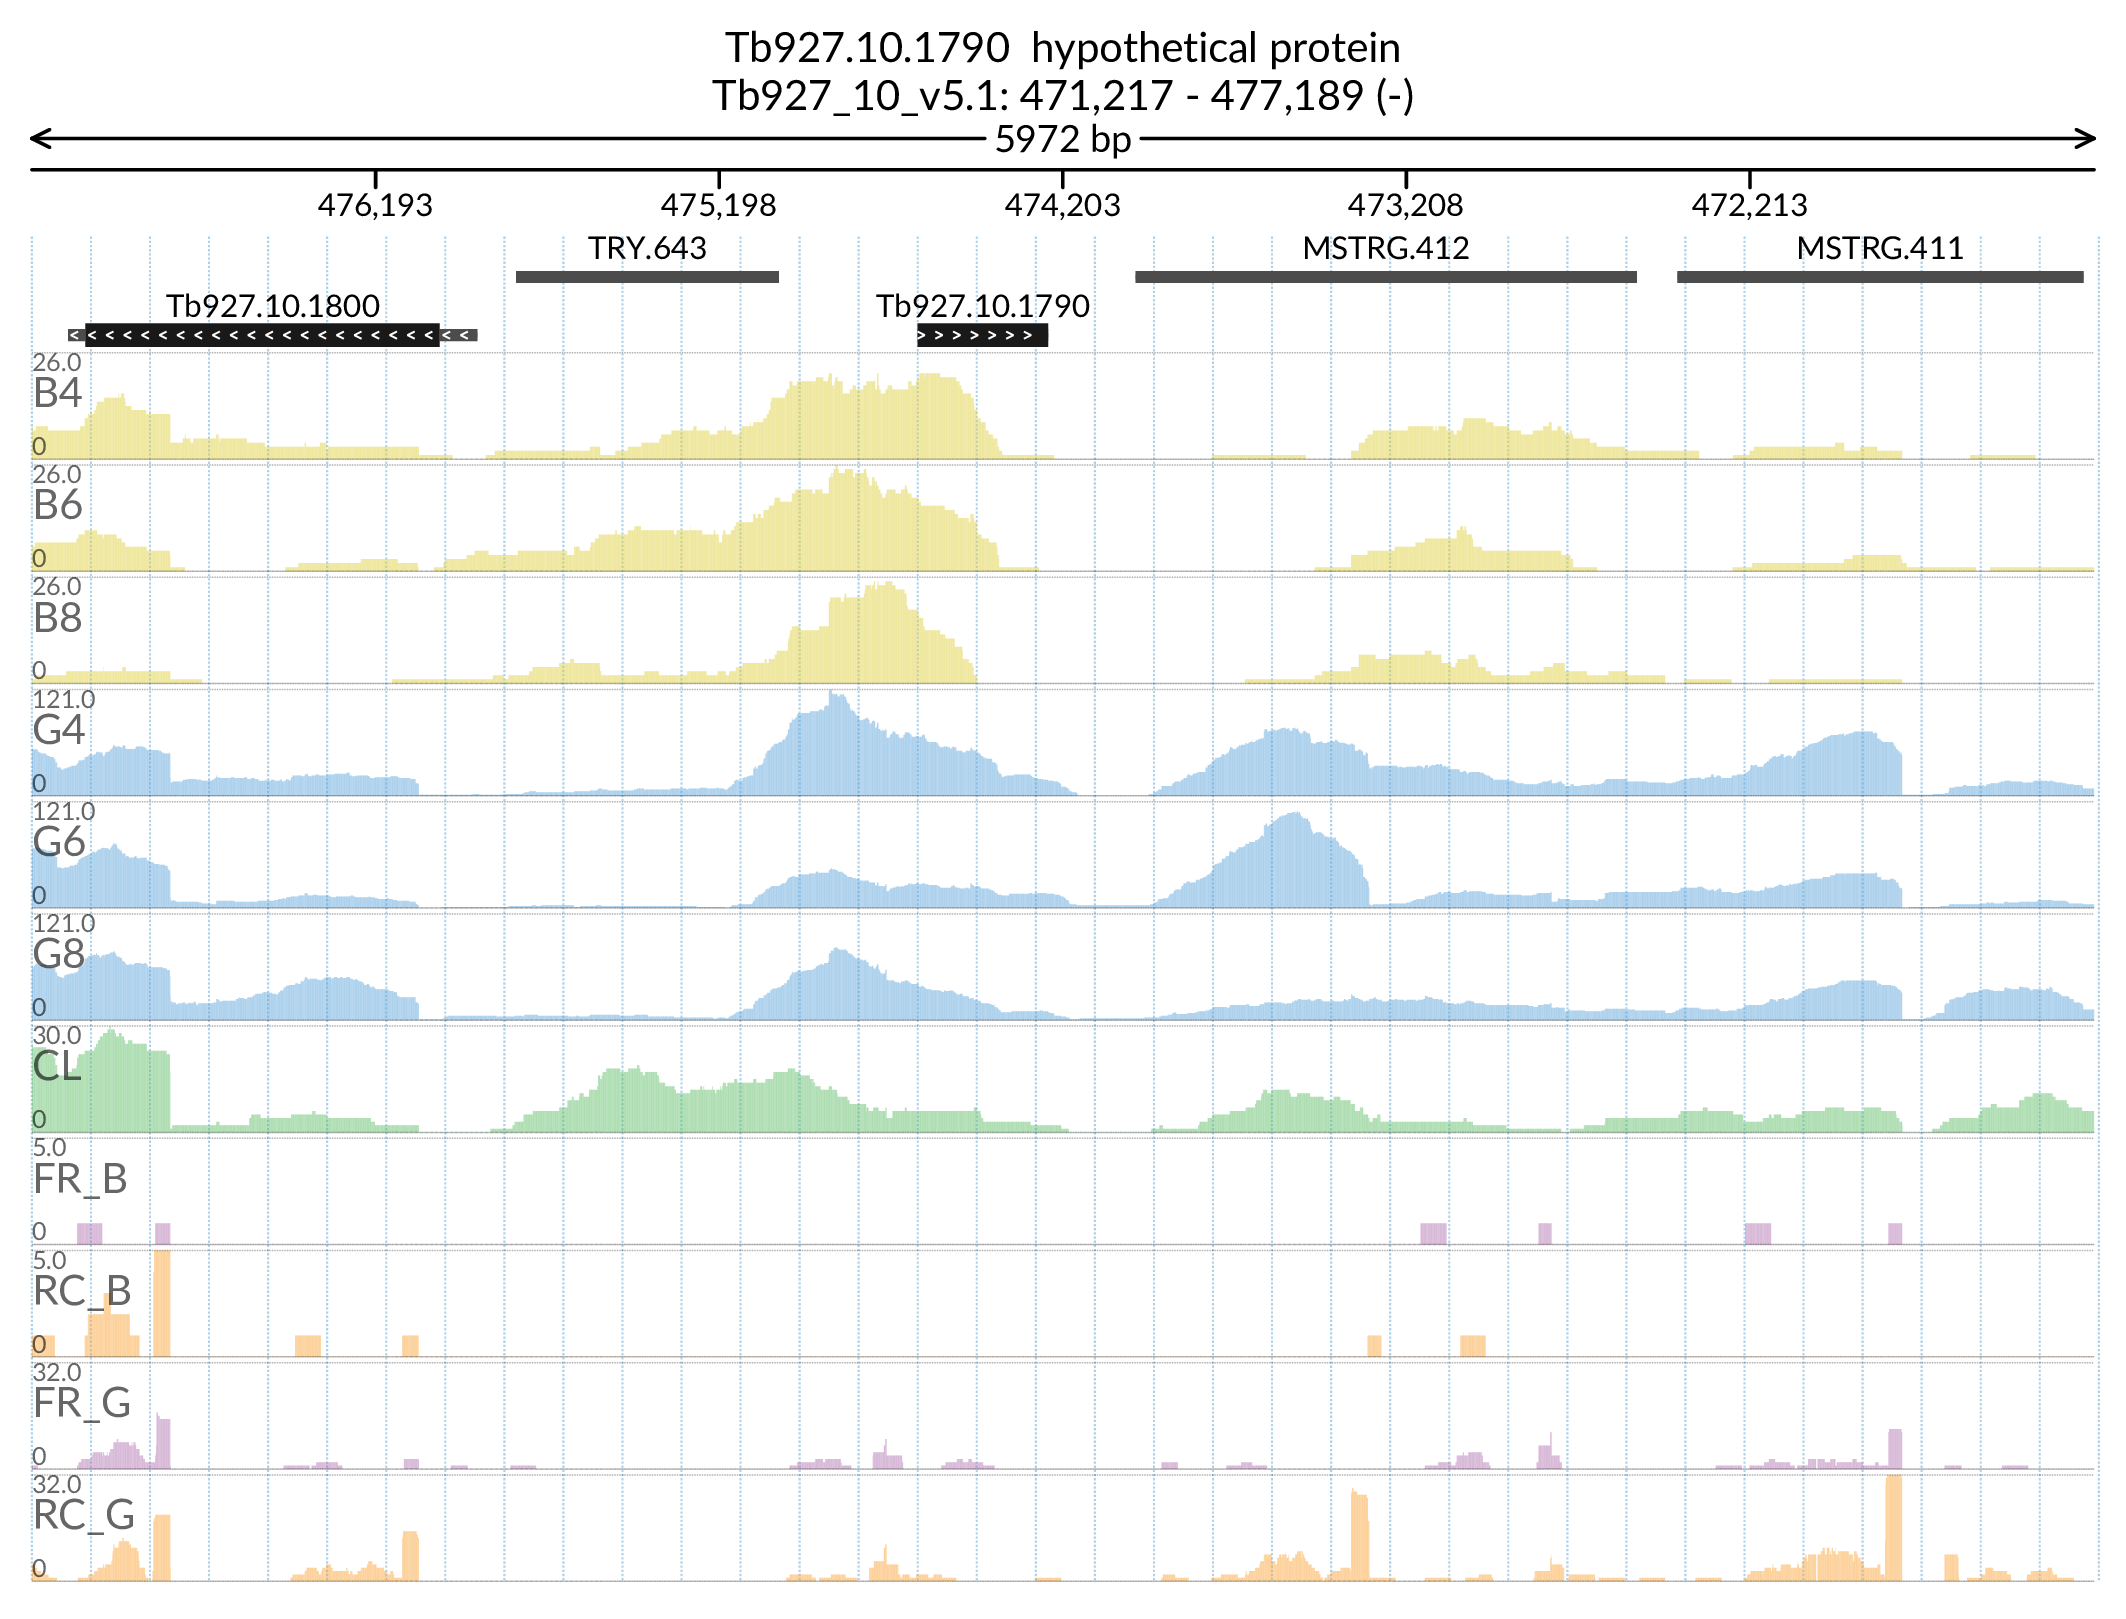 Tb927.10.1790  hypothetical protein
Tb927_10_v5.1: 471,217 - 477,189 (-)
5972 bp
476,193 475,198 474,203 473,208 472,213
TRY.643 MSTRG.412 MSTRG.411
Tb927.10.1800 Tb927.10.1790
26.0
B4
0
26.0
B6
0
26.0
B8
0
121.0
G4
0
121.0
G6
0
121.0
G8
0
30.0
CL
0
5.0
FR_B
0
5.0
RC_B
0
32.0
FR_G
0
32.0
RC_G
0